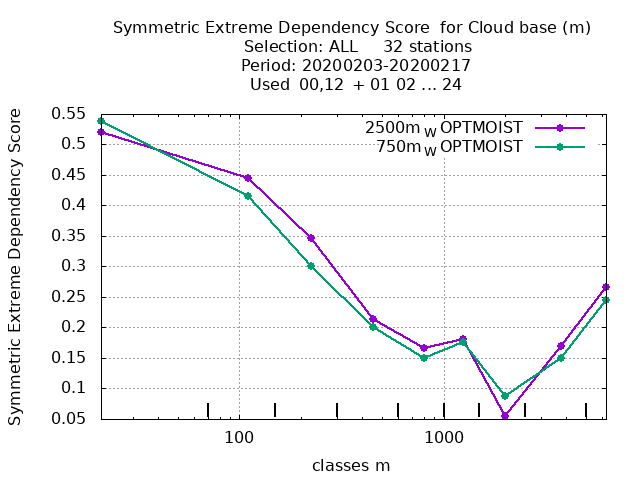 Symmetric Extreme Dependency Score  for Cloud base (m)
Selection: ALL     32 stations
Period: 20200203-20200217
Used  00,12  + 01 02 ... 24
Symmetric Extreme Dependency Score
0.55
0.5
0.45
0.4
0.35
0.3
0.25
0.2
0.15
0.1
0.05
2500m W OPTMOIST
750m W OPTMOIST
100
1000
classes m